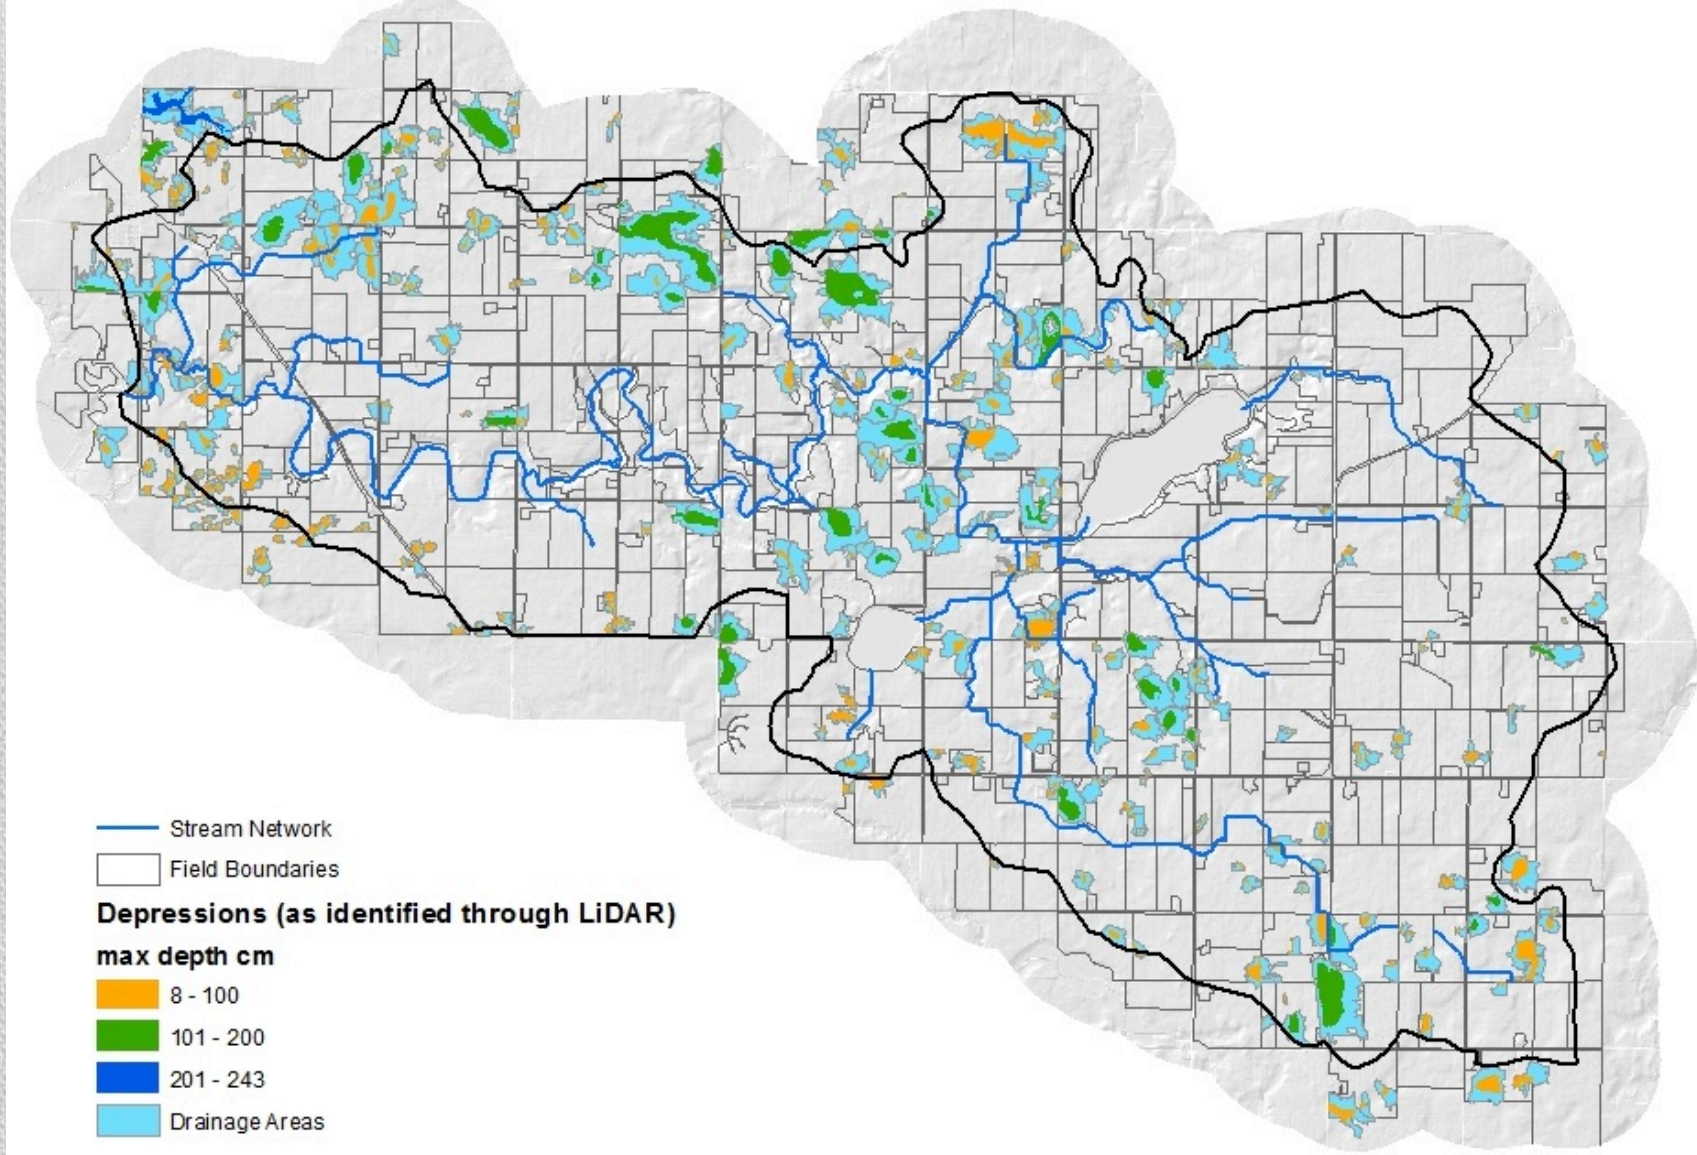 Stream Network
Field Boundaries
Depressions (as identified through LiDAR)
max depth cm
8 - 100
101 - 200
201 - 243
Drainage Areas